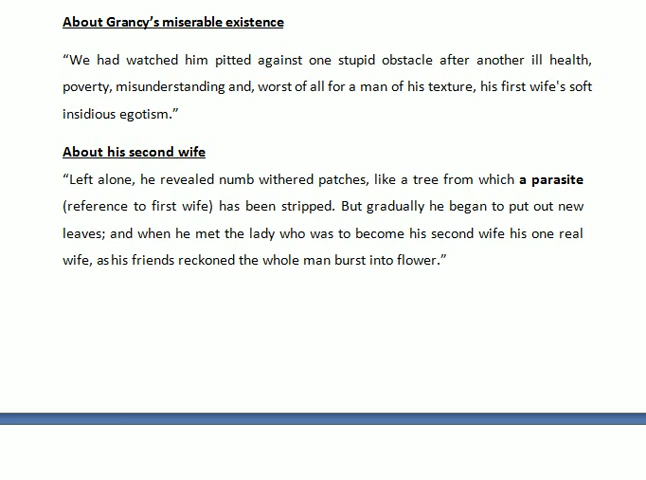 About Grancy's miserable existence
“We had watched him pitted against one stupid obstacle after another ill health,
poverty, misunderstanding and, worst of all for a man of his texture, his first wife's soft
insidious egotism.”
About his second wife
“Left alone, he revealed numb withered patches, like a tree from which a parasite
(reference to first wife) has been stripped. But gradually he began to put out new
leaves; and when he met the lady who was to become his second wife his one real
wife, as his friends reckoned the whole man burst into flower.”